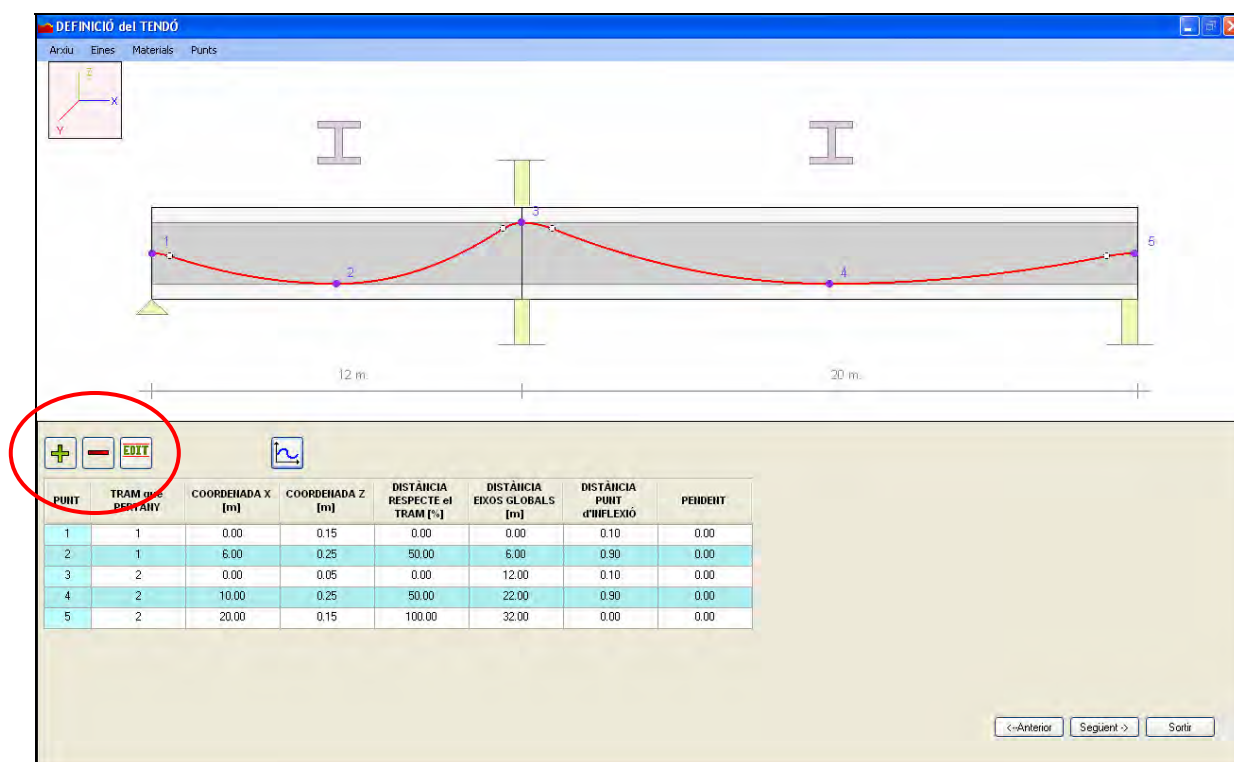 DEFINICIÓ del TENDÓ
Arxiu Eines Materials Punts
Z
X
Y
1
2
3
4
5
12 m.
20 m.
EDIT
PUNT TRAM que PERTANY COORDENADA X [m] COORDENADA Z [m] DISTÀNCIA RESPECTE el TRAM [%] DISTÀNCIA EIXOS GLOBALS [m] DISTÀNCIA PUNT d'INFLEXIÓ PENDENT
1 1 0.00 0.15 0.00 0.00 0.10 0.00
2 1 6.00 0.25 50.00 6.00 0.90 0.00
3 2 0.00 0.05 0.00 12.00 0.10 0.00
4 2 10.00 0.25 50.00 22.00 0.90 0.00
5 2 20.00 0.15 100.00 32.00 0.00 0.00
<-Anterior Següent -> Sortir